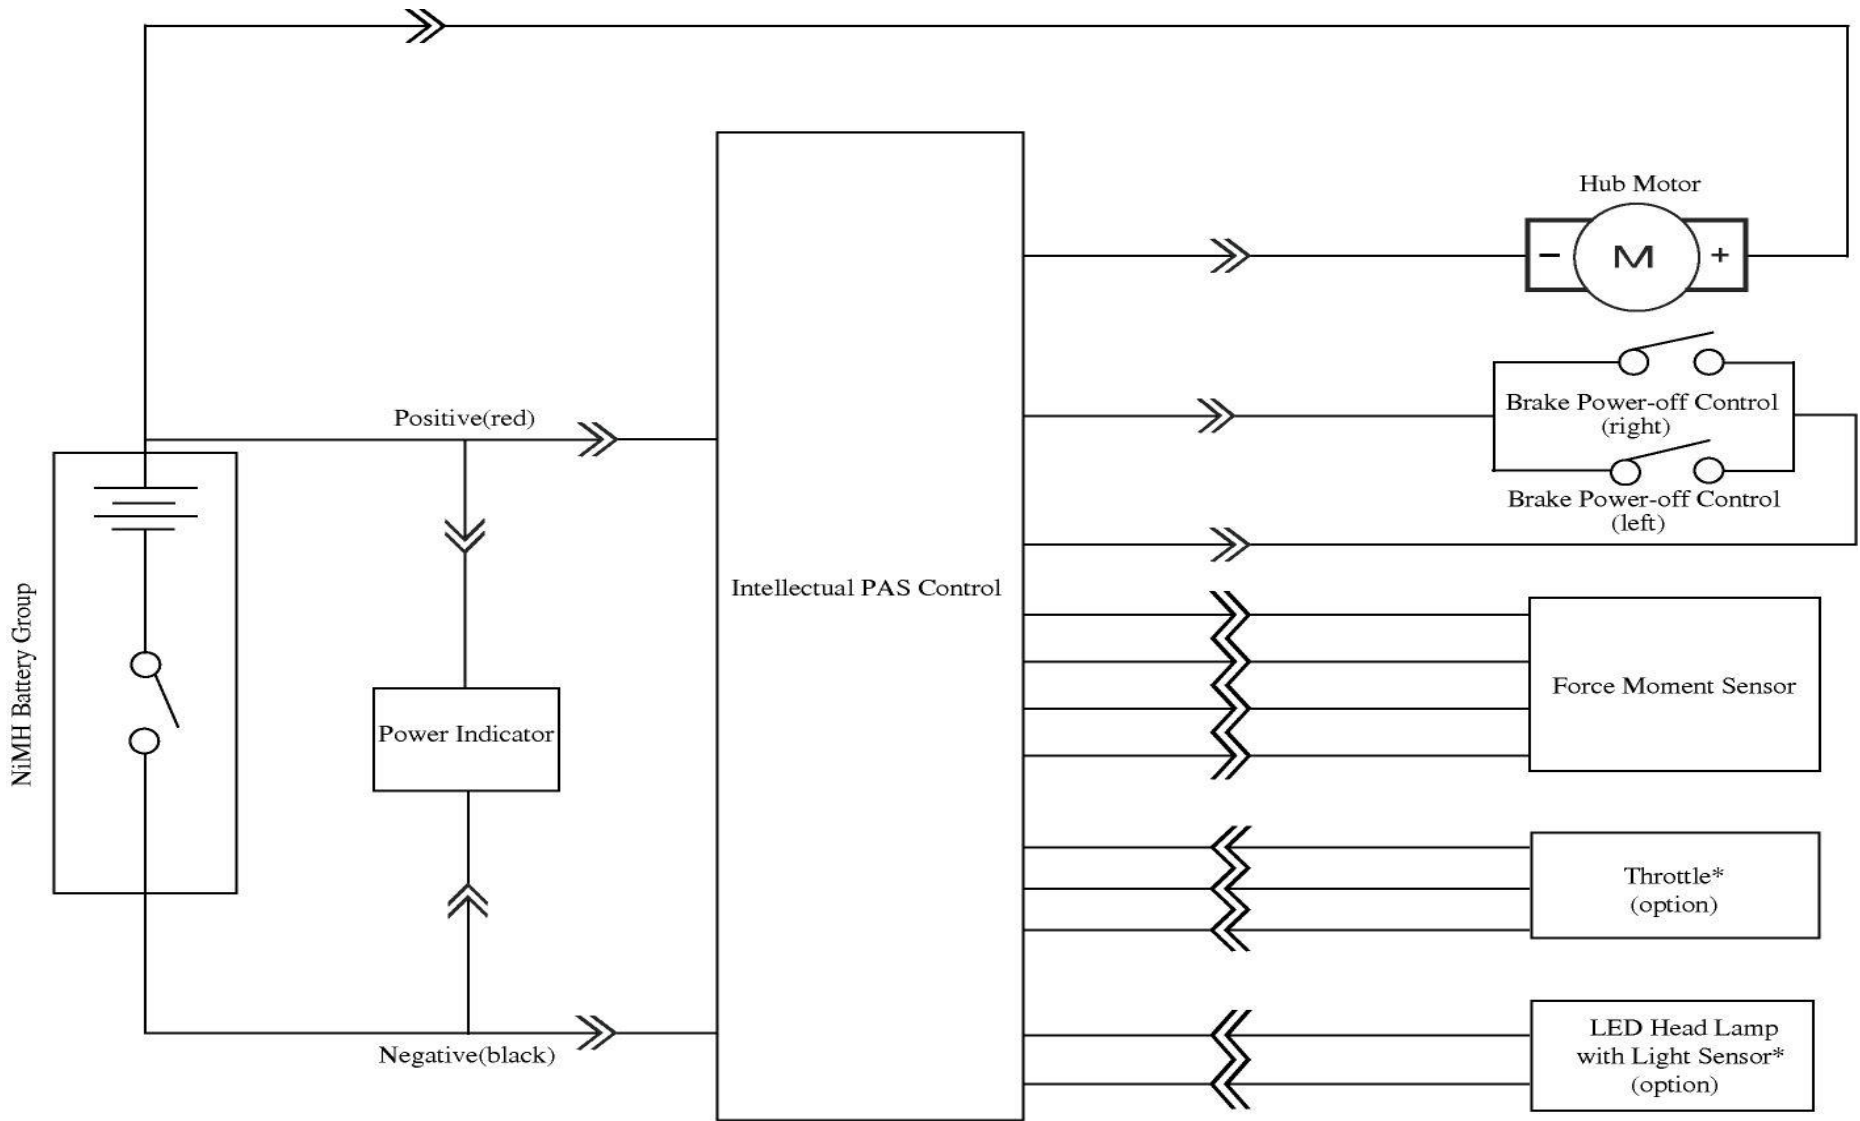 Hub Motor
− M +
Positive(red)
Brake Power-off Control
(right)
Brake Power-off Control
(left)
NiMH Battery Group
Intellectual PAS Control
Force Moment Sensor
Power Indicator
Throttle*
(option)
Negative(black)
LED Head Lamp
with Light Sensor*
(option)